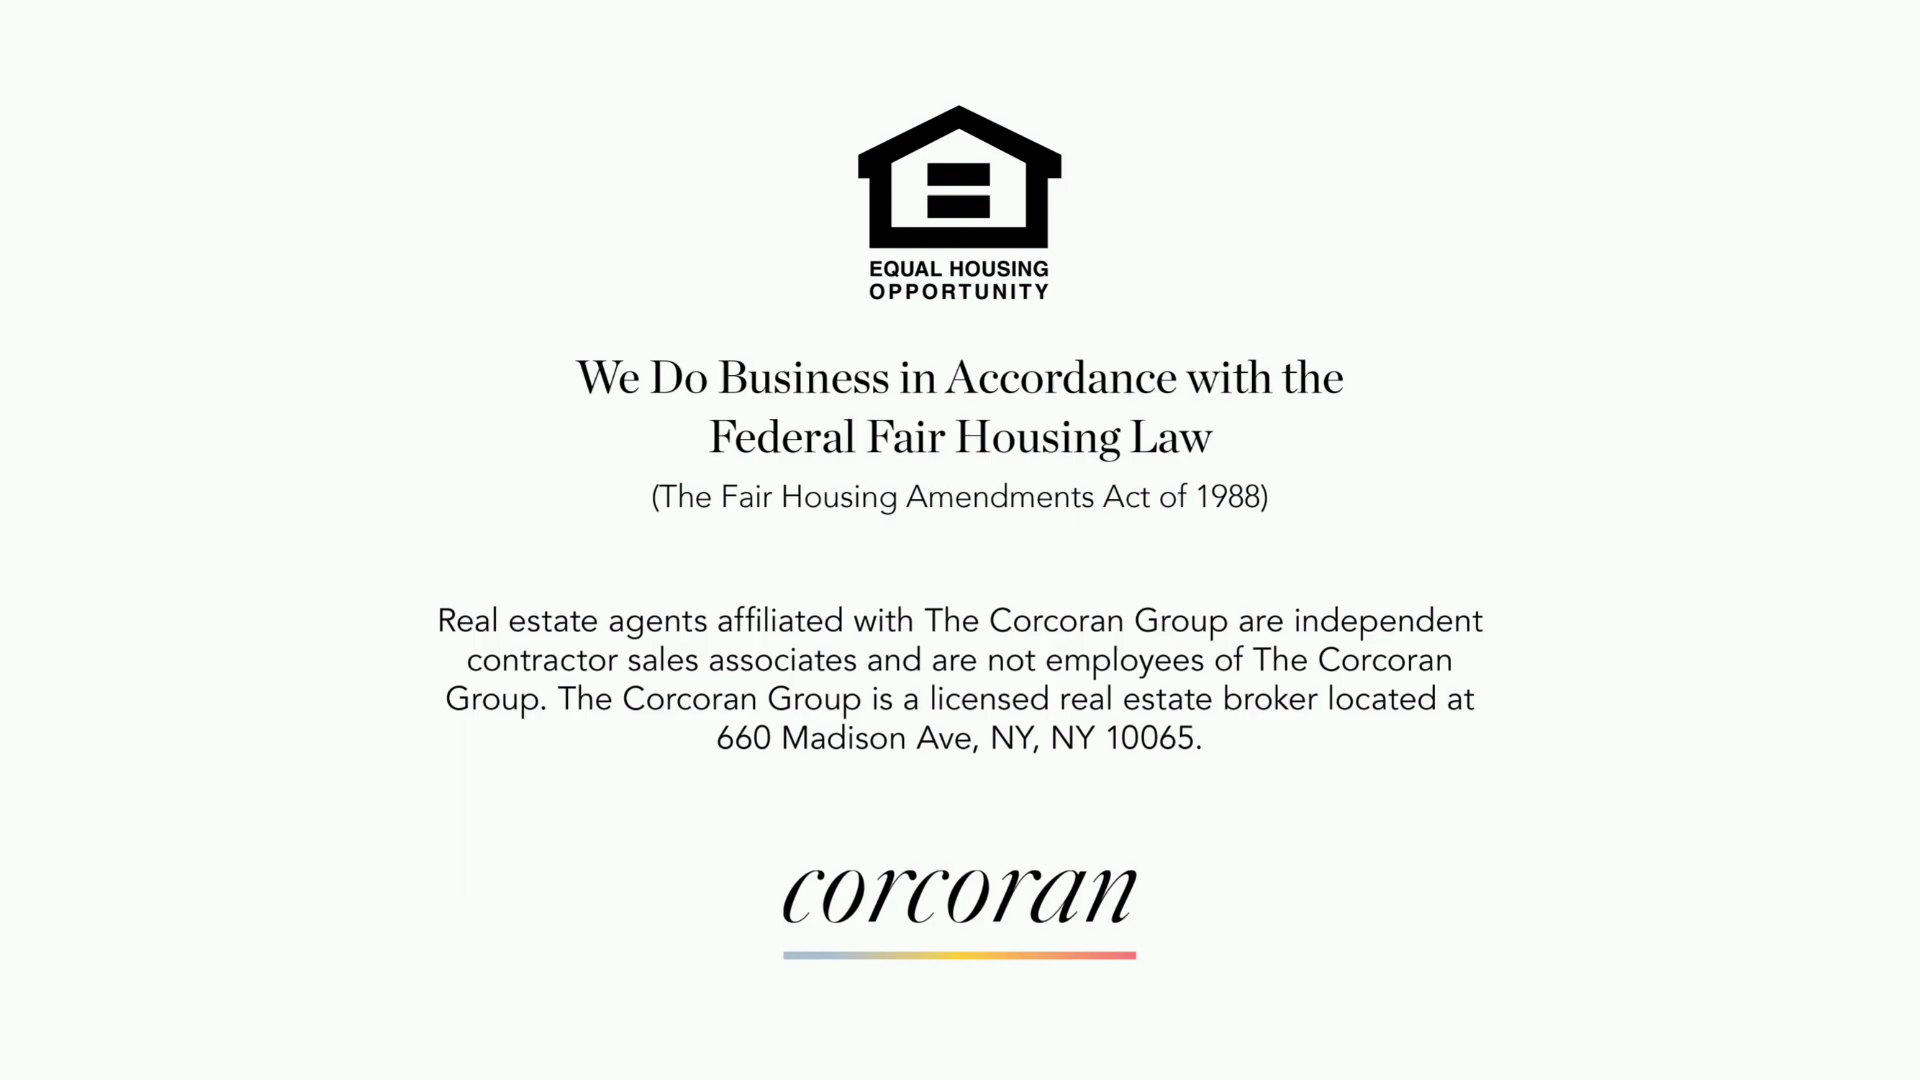 EQUAL HOUSING
OPPORTUNITY
We Do Business in Accordance with the
Federal Fair Housing Law
(The Fair Housing Amendments Act of 1988)
Real estate agents affiliated with The Corcoran Group are independent
contractor sales associates and are not employees of The Corcoran
Group. The Corcoran Group is a licensed real estate broker located at
660 Madison Ave, NY, NY 10065.
corcoran